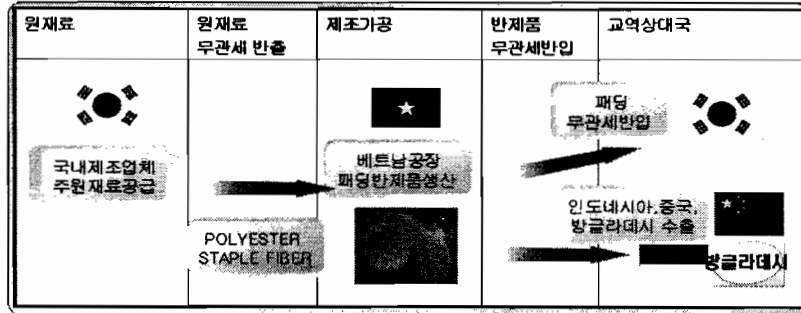 원재료
원재료
무관세 반출
제조가공
반제품
무관세반입
교역상대국
국내제조업체
주원재료공급
POLYESTER
STAPLE FIBER
베트남공장
패딩반제품생산
패딩
무관세반입
인도네시아,중국,
방글라데시 수출
방글라데시